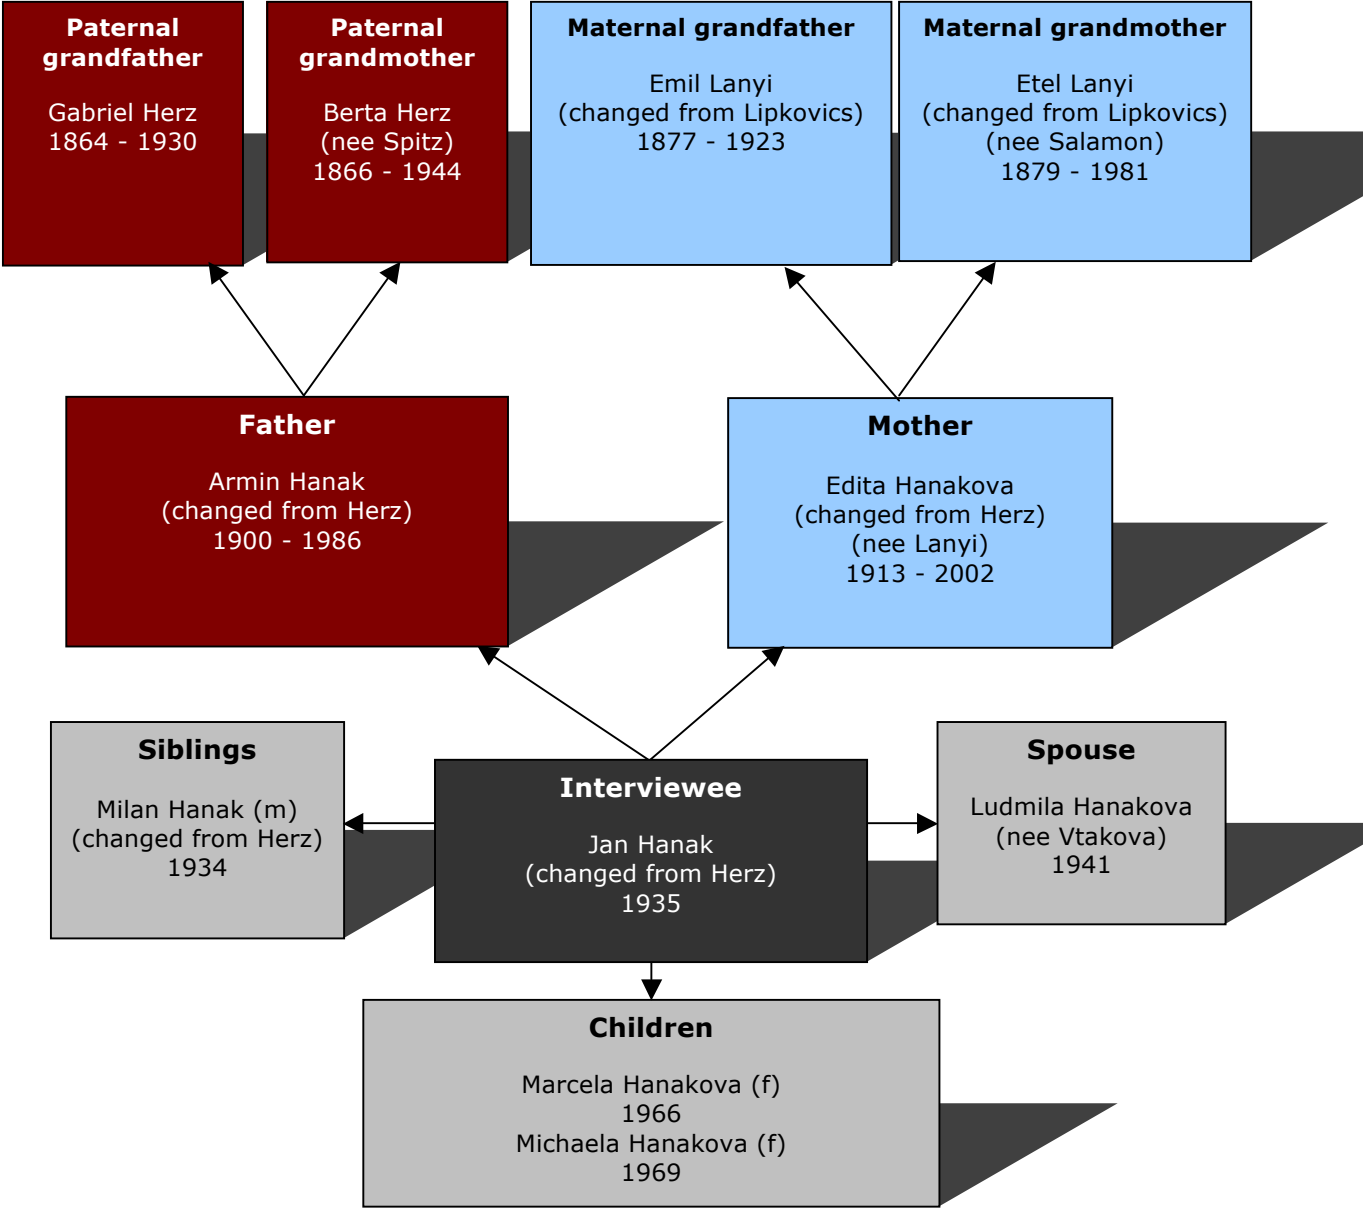 Paternal
grandfather
Gabriel Herz
1864 - 1930
Paternal
grandmother
Berta Herz
(nee Spitz)
1866 - 1944
Maternal grandfather
Emil Lanyi
(changed from Lipkovics)
1877 - 1923
Maternal grandmother
Etel Lanyi
(changed from Lipkovics)
(nee Salamon)
1879 - 1981
Father
Armin Hanak
(changed from Herz)
1900 - 1986
Mother
Edita Hanakova
(changed from Herz)
(nee Lanyi)
1913 - 2002
Siblings
Milan Hanak (m)
(changed from Herz)
1934
Interviewee
Jan Hanak
(changed from Herz)
1935
Spouse
Ludmila Hanakova
(nee Vtakova)
1941
Children
Marcela Hanakova (f)
1966
Michaela Hanakova (f)
1969